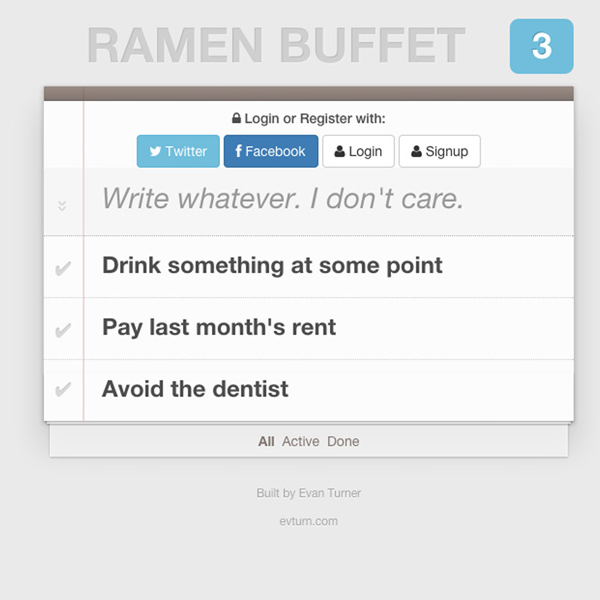 RAMEN BUFFET
3
Login or Register with:
Twitter Facebook Login Signup
Write whatever. I don't care.
Drink something at some point
Pay last month's rent
Avoid the dentist
All Active Done
Built by Evan Turner
evturn.com